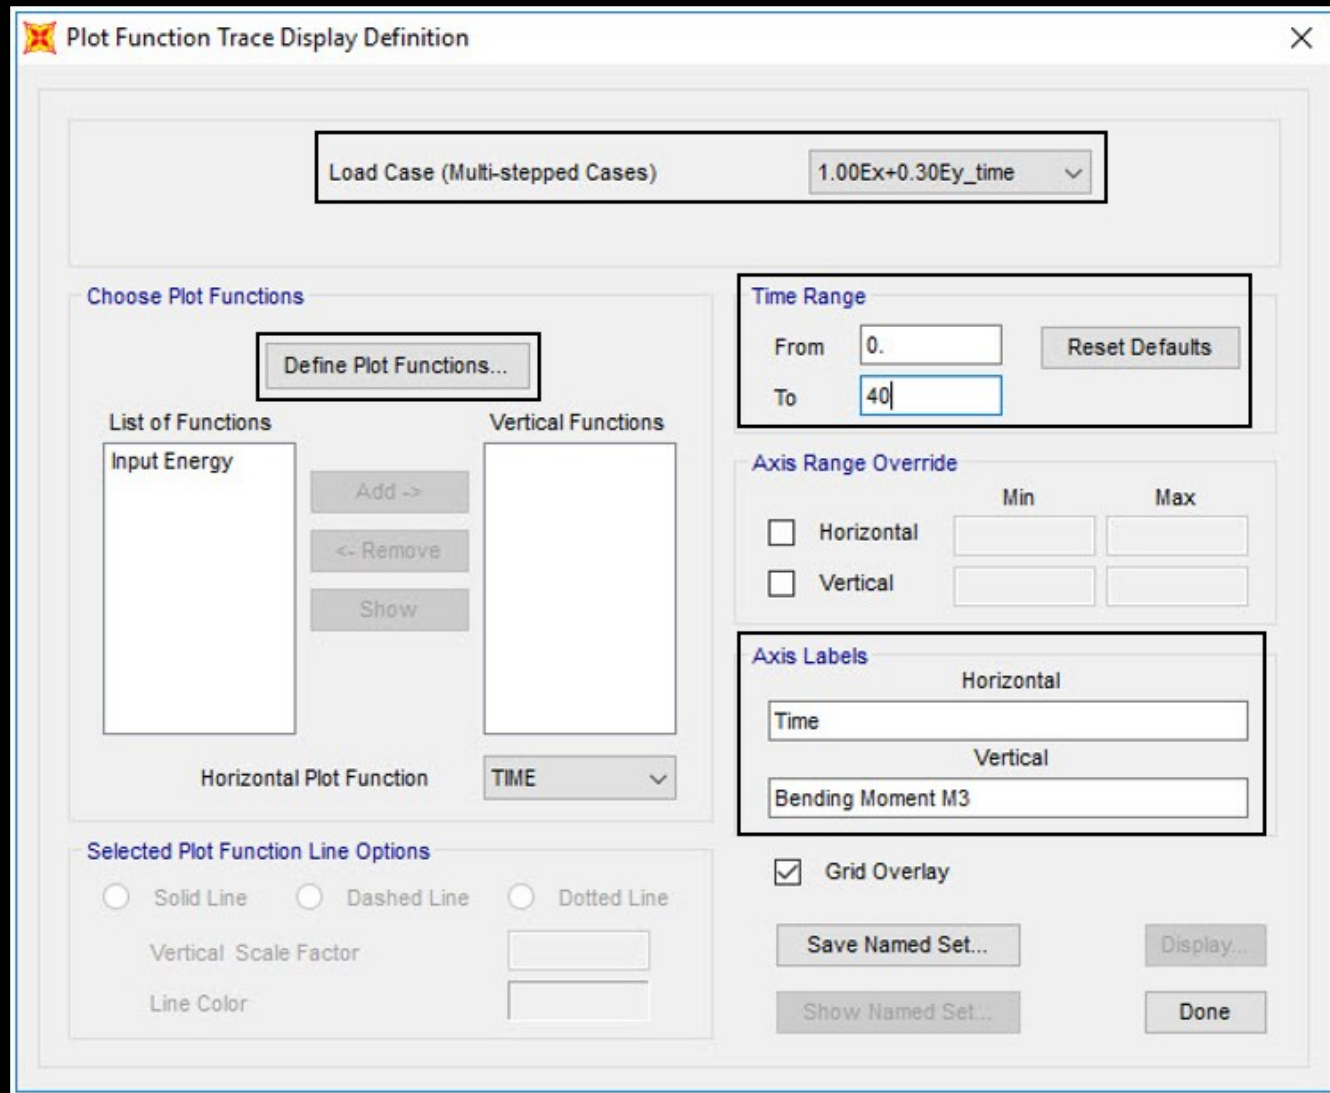 Plot Function Trace Display Definition
Load Case (Multi-stepped Cases) 1.00Ex+0.30Ey_time
Choose Plot Functions
Define Plot Functions...
List of Functions Vertical Functions
Input Energy
Add ->
<- Remove
Show
Horizontal Plot Function TIME
Selected Plot Function Line Options
Solid Line Dashed Line Dotted Line
Vertical Scale Factor
Line Color
Time Range
From 0. Reset Defaults
To 40
Axis Range Override
Min Max
Horizontal
Vertical
Axis Labels
Horizontal
Time
Vertical
Bending Moment M3
Grid Overlay
Save Named Set... Display...
Show Named Set... Done